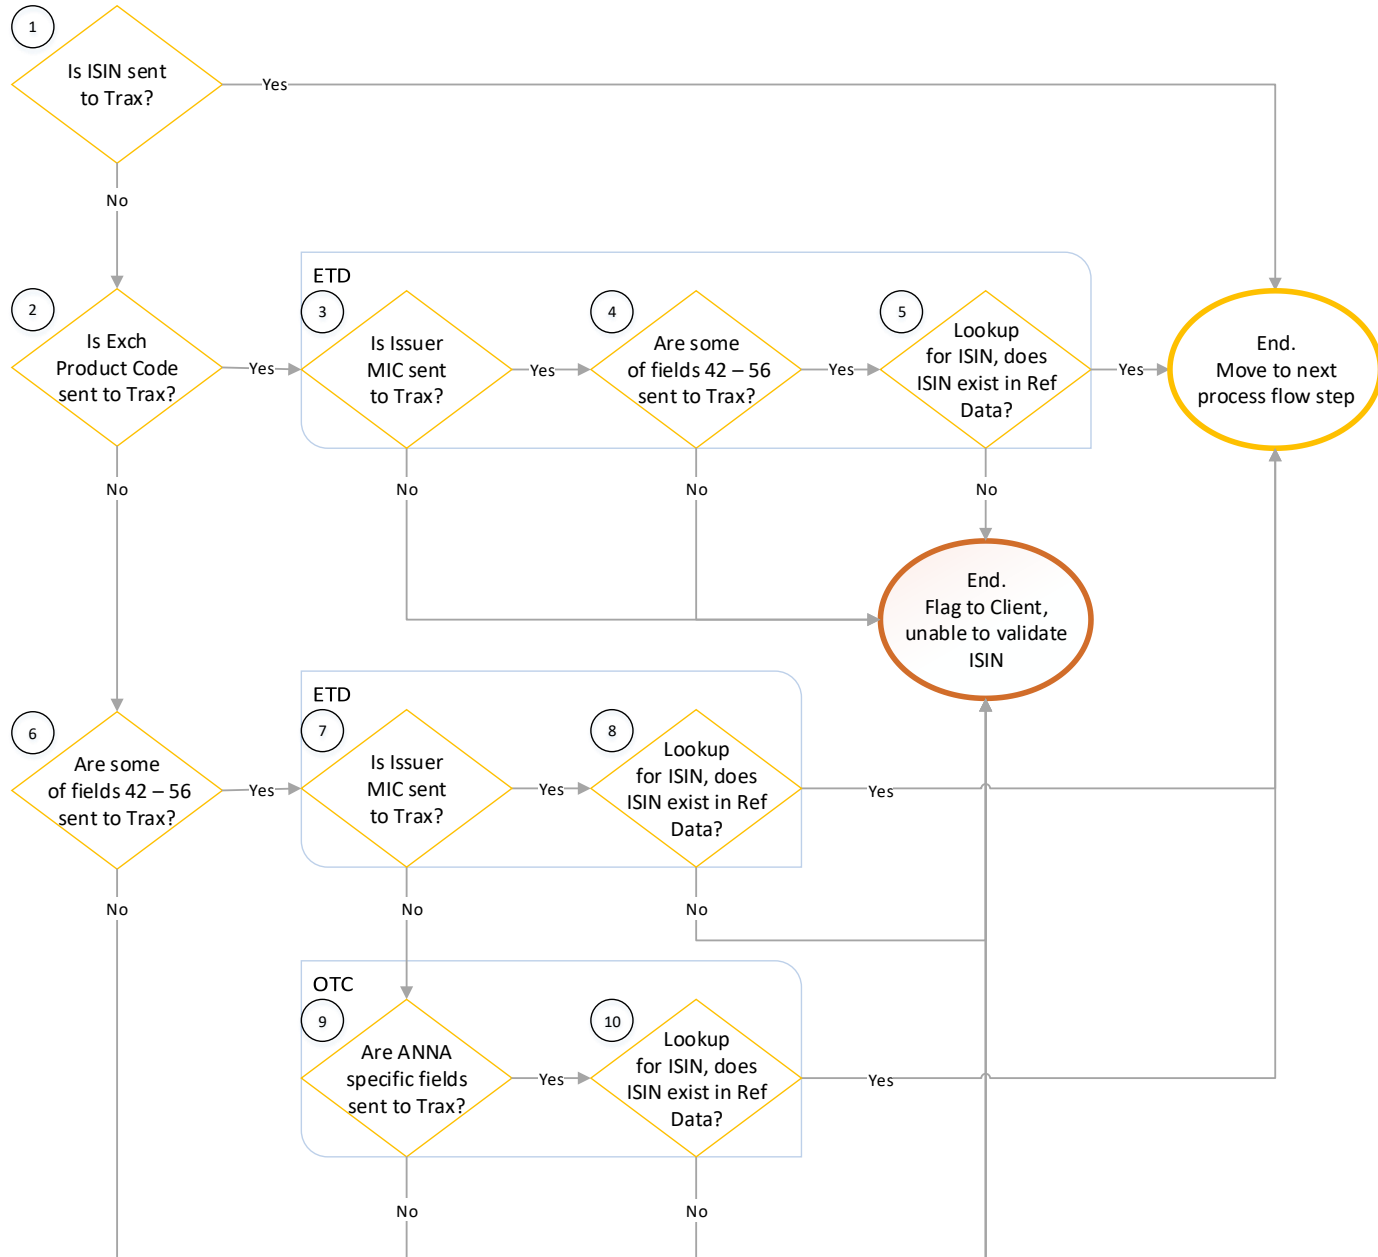 1
Is ISIN sent
to Trax?
Yes
No
ETD
2
Is Exch
Product Code
sent to Trax?
Yes
3
Is Issuer
MIC sent
to Trax?
Yes
4
Are some
of fields 42 – 56
sent to Trax?
Yes
5
Lookup
for ISIN, does
ISIN exist in Ref
Data?
Yes
End.
Move to next
process flow step
No
No
No
No
End.
Flag to Client,
unable to validate
ISIN
ETD
6
Are some
of fields 42 – 56
sent to Trax?
Yes
7
Is Issuer
MIC sent
to Trax?
Yes
8
Lookup
for ISIN, does
ISIN exist in Ref
Data?
Yes
No
No
No
OTC
9
Are ANNA
specific fields
sent to Trax?
Yes
10
Lookup
for ISIN, does
ISIN exist in Ref
Data?
Yes
No
No